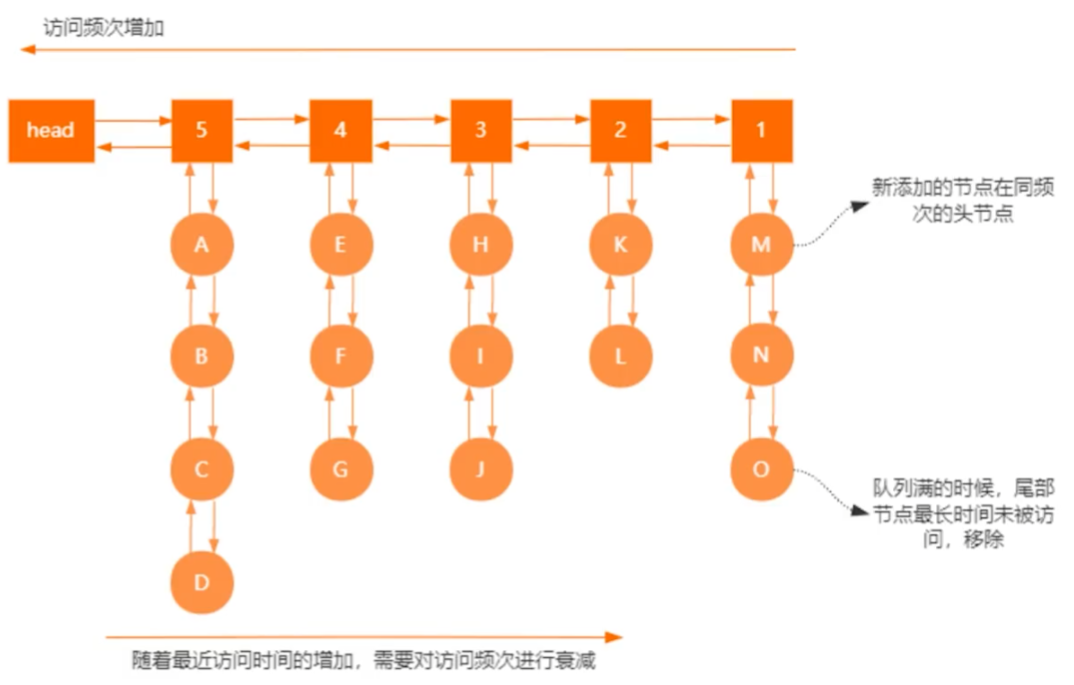 访问频次增加
head
5
4
3
2
1
新添加的节点在同频
次的头节点
A
E
H
K
M
B
F
I
L
N
C
G
J
O
队列满的时候，尾部
节点最长时间未被访
问，移除
D
随着最近访问时间的增加，需要对访问频次进行衰减